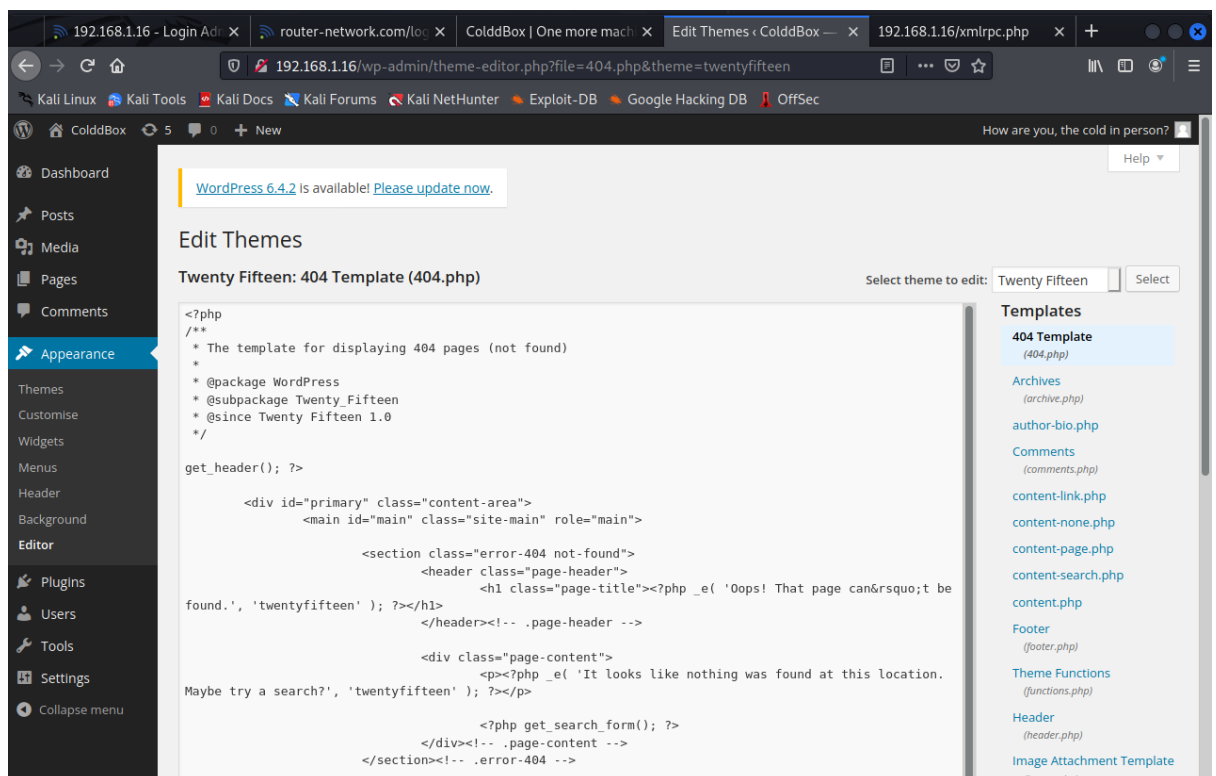 192.168.1.16 - Login Adn
router-network.com/log
ColddBox | One more mach
Edit Themes ‹ ColddBox —
192.168.1.16/xmlrpc.php
192.168.1.16/wp-admin/theme-editor.php?file=404.php&theme=twentyfifteen
Kali Linux Kali Tools Kali Docs Kali Forums Kali NetHunter Exploit-DB Google Hacking DB OffSec
ColddBox 5 0 + New How are you, the cold in person?
Help
Dashboard
Posts
Media
Pages
Comments
Appearance
Themes
Customise
Widgets
Menus
Header
Background
Editor
Plugins
Users
Tools
Settings
Collapse menu
WordPress 6.4.2 is available! Please update now.
Edit Themes
Twenty Fifteen: 404 Template (404.php)
Select theme to edit: Twenty Fifteen Select
<?php
/**
 * The template for displaying 404 pages (not found)
 *
 * @package WordPress
 * @subpackage Twenty_Fifteen
 * @since Twenty Fifteen 1.0
 */
get_header(); ?>
<div id="primary" class="content-area">
<main id="main" class="site-main" role="main">
<section class="error-404 not-found">
<header class="page-header">
<h1 class="page-title"><?php _e( 'Oops! That page can&rsquo;t be
found.', 'twentyfifteen' ); ?></h1>
</header><!-- .page-header -->
<div class="page-content">
<p><?php _e( 'It looks like nothing was found at this location.
Maybe try a search?', 'twentyfifteen' ); ?></p>
<?php get_search_form(); ?>
</div><!-- .page-content -->
</section><!-- .error-404 -->
Templates
404 Template
(404.php)
Archives
(archive.php)
author-bio.php
Comments
(comments.php)
content-link.php
content-none.php
content-page.php
content-search.php
content.php
Footer
(footer.php)
Theme Functions
(functions.php)
Header
(header.php)
Image Attachment Template